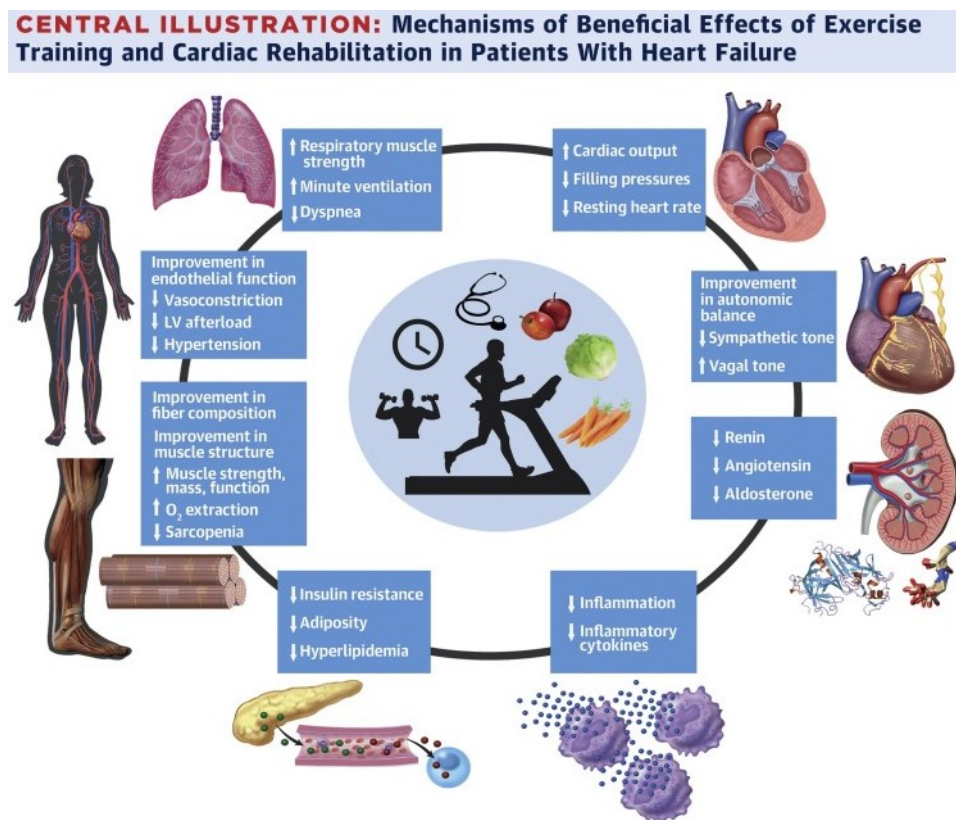 CENTRAL ILLUSTRATION: Mechanisms of Beneficial Effects of Exercise
Training and Cardiac Rehabilitation in Patients With Heart Failure
↑ Respiratory muscle
strength
↑ Minute ventilation
↓ Dyspnea
↑ Cardiac output
↓ Filling pressures
↓ Resting heart rate
Improvement in
endothelial function
↓ Vasoconstriction
↓ LV afterload
↓ Hypertension
Improvement
in autonomic
balance
↓ Sympathetic tone
↑ Vagal tone
Improvement in
fiber composition
Improvement in
muscle structure
↑ Muscle strength,
mass, function
↑ O₂ extraction
↓ Sarcopenia
↓ Renin
↓ Angiotensin
↓ Aldosterone
↓ Insulin resistance
↓ Adiposity
↓ Hyperlipidemia
↓ Inflammation
↓ Inflammatory
cytokines